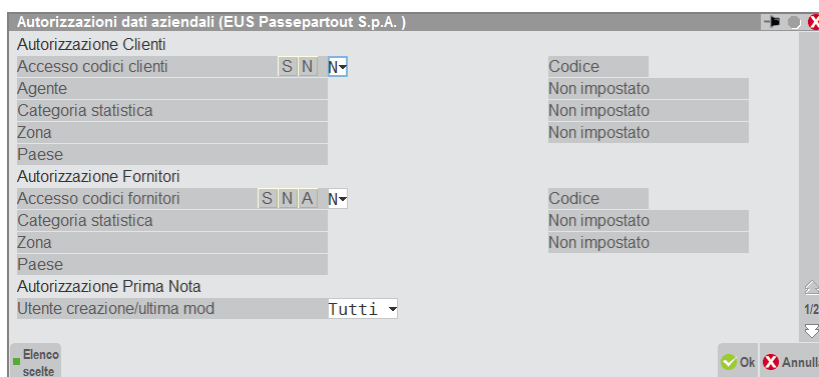 Autorizzazioni dati aziendali (EUS Passepartout S.p.A. )
Autorizzazione Clienti
Accesso codici clienti S N N Codice
Agente Non impostato
Categoria statistica Non impostato
Zona Non impostato
Paese
Autorizzazione Fornitori
Accesso codici fornitori S N A N Codice
Categoria statistica Non impostato
Zona Non impostato
Paese
Autorizzazione Prima Nota
Utente creazione/ultima mod Tutti
1/2
Elenco
scelte
Ok Annull